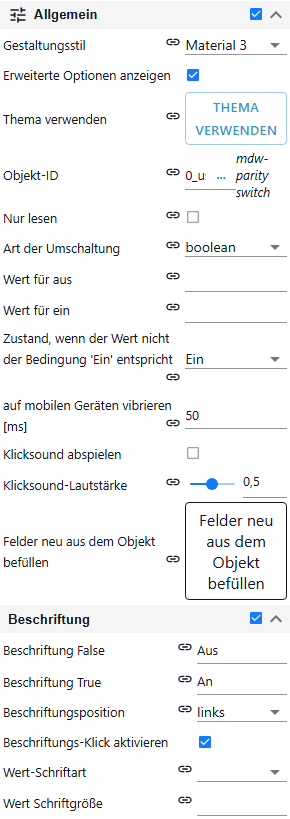 Allgemein
Gestaltungsstil
Material 3
Erweiterte Optionen anzeigen
Thema verwenden
THEMA
VERWENDEN
Objekt-ID
0_u
...
mdw-
parity
switch
Nur lesen
Art der Umschaltung
boolean
Wert für aus
Wert für ein
Zustand, wenn der Wert nicht
der Bedingung 'Ein' entspricht
Ein
auf mobilen Geräten vibrieren
[ms]
50
Klicksound abspielen
Klicksound-Lautstärke
0,5
Felder neu aus dem Objekt
befüllen
Felder neu
aus dem
Objekt
befüllen
Beschriftung
Beschriftung False
Aus
Beschriftung True
An
Beschriftungsposition
links
Beschriftungs-Klick aktivieren
Wert-Schriftart
Wert Schriftgröße